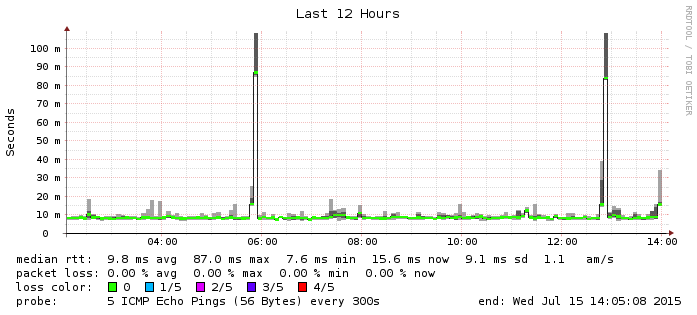 Last 12 Hours
RRDTOOL / TOBI OETIKER
Seconds
100 m
90 m
80 m
70 m
60 m
50 m
40 m
30 m
20 m
10 m
0
04:00 06:00 08:00 10:00 12:00 14:00
median rtt: 9.8 ms avg 87.0 ms max 7.6 ms min 15.6 ms now 9.1 ms sd 1.1 am/s
packet loss: 0.00 % avg 0.00 % max 0.00 % min 0.00 % now
loss color: 0 1/5 2/5 3/5 4/5
probe: 5 ICMP Echo Pings (56 Bytes) every 300s end: Wed Jul 15 14:05:08 2015